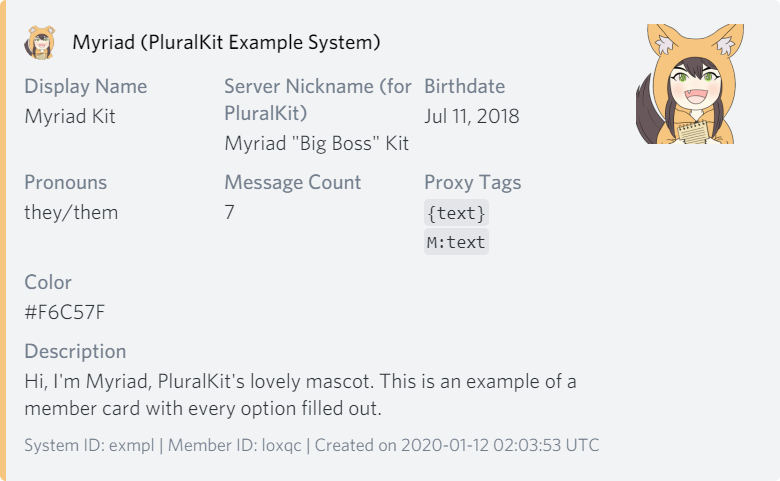 Myriad (PluralKit Example System)
Display Name
Myriad Kit
Server Nickname (for
PluralKit)
Myriad "Big Boss" Kit
Birthdate
Jul 11, 2018
Pronouns
they/them
Message Count
7
Proxy Tags
{text}
M:text
Color
#F6C57F
Description
Hi, I'm Myriad, PluralKit's lovely mascot. This is an example of a
member card with every option filled out.
System ID: exmpl | Member ID: loxqc | Created on 2020-01-12 02:03:53 UTC